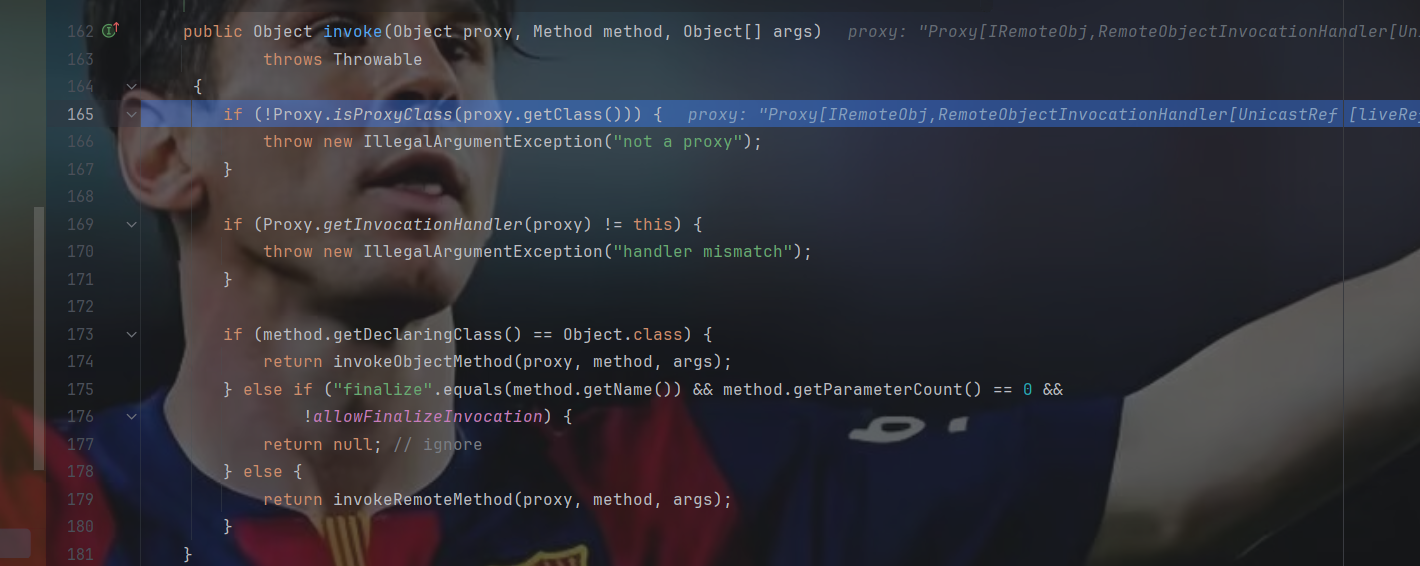 162 public Object invoke(Object proxy, Method method, Object[] args)   proxy: "Proxy[IRemoteObj,RemoteObjectInvocationHandler[Uni
163 throws Throwable
164 {
165 if (!Proxy.isProxyClass(proxy.getClass())) {   proxy: "Proxy[IRemoteObj,RemoteObjectInvocationHandler[UnicastRef [liveRef
166 throw new IllegalArgumentException("not a proxy");
167 }
168
169 if (Proxy.getInvocationHandler(proxy) != this) {
170 throw new IllegalArgumentException("handler mismatch");
171 }
172
173 if (method.getDeclaringClass() == Object.class) {
174 return invokeObjectMethod(proxy, method, args);
175 } else if ("finalize".equals(method.getName()) && method.getParameterCount() == 0 &&
176 !allowFinalizeInvocation) {
177 return null; // ignore
178 } else {
179 return invokeRemoteMethod(proxy, method, args);
180 }
181 }